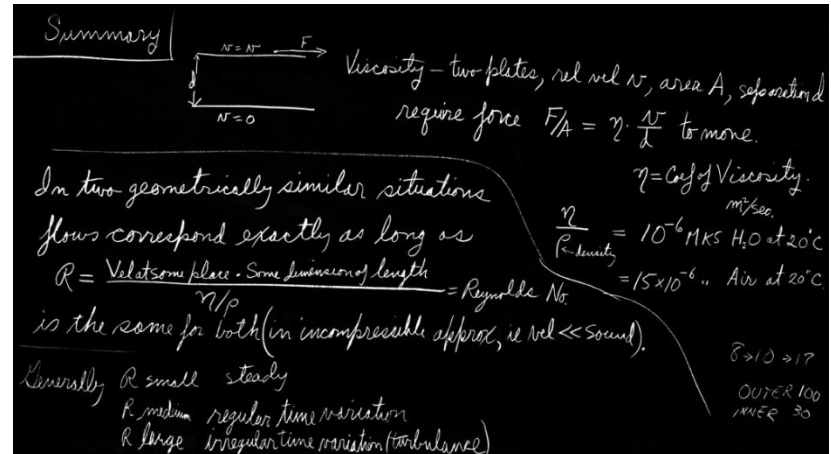 Summary
v = v F
d
v = 0
Viscosity – two plates, rel vel v, area A, separation d
require force F/A = η · v/d to move.
η = Coef of Viscosity.
m²/sec.
η/ρ ← density = 10⁻⁶ MKS H₂O at 20°C
= 15×10⁻⁶ " Air at 20°C.
In two geometrically similar situations
flows correspond exactly as long as
R = Vel at some place · Some dimension of length / η/ρ = Reynolds No.
is the same for both (in incompressible approx, ie vel << Sound).
Generally R small steady
R medium regular time variation
R large irregular time variation (turbulance)
8→10→17
OUTER 100
INNER 30